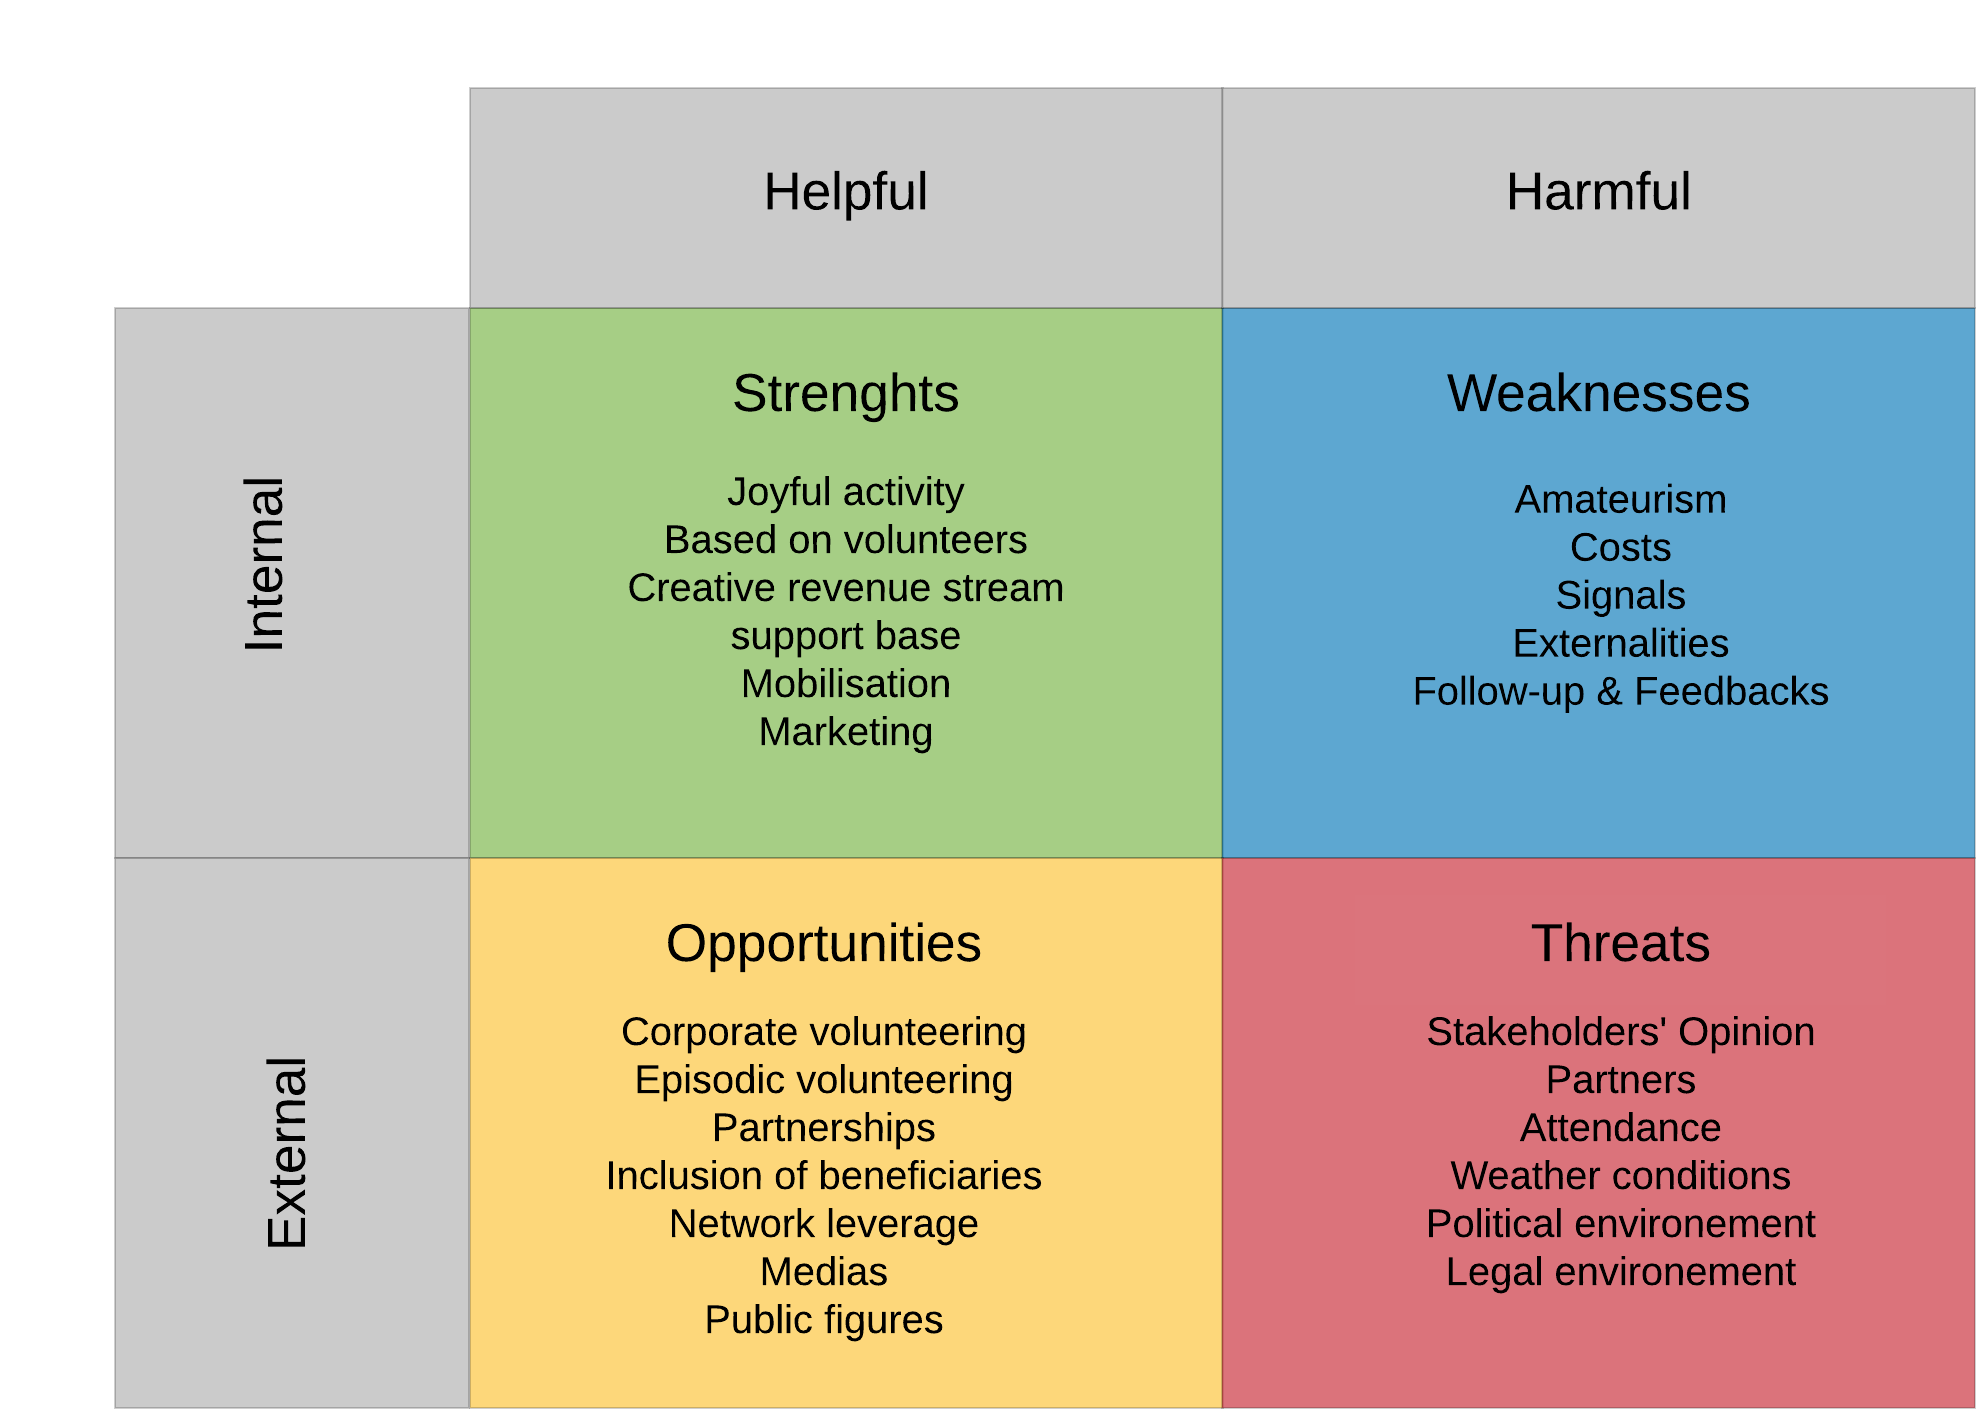 Helpful
Harmful
Internal
Strenghts
Joyful activity
Based on volunteers
Creative revenue stream
support base
Mobilisation
Marketing
Weaknesses
Amateurism
Costs
Signals
Externalities
Follow-up & Feedbacks
External
Opportunities
Corporate volunteering
Episodic volunteering
Partnerships
Inclusion of beneficiaries
Network leverage
Medias
Public figures
Threats
Stakeholders' Opinion
Partners
Attendance
Weather conditions
Political environement
Legal environement